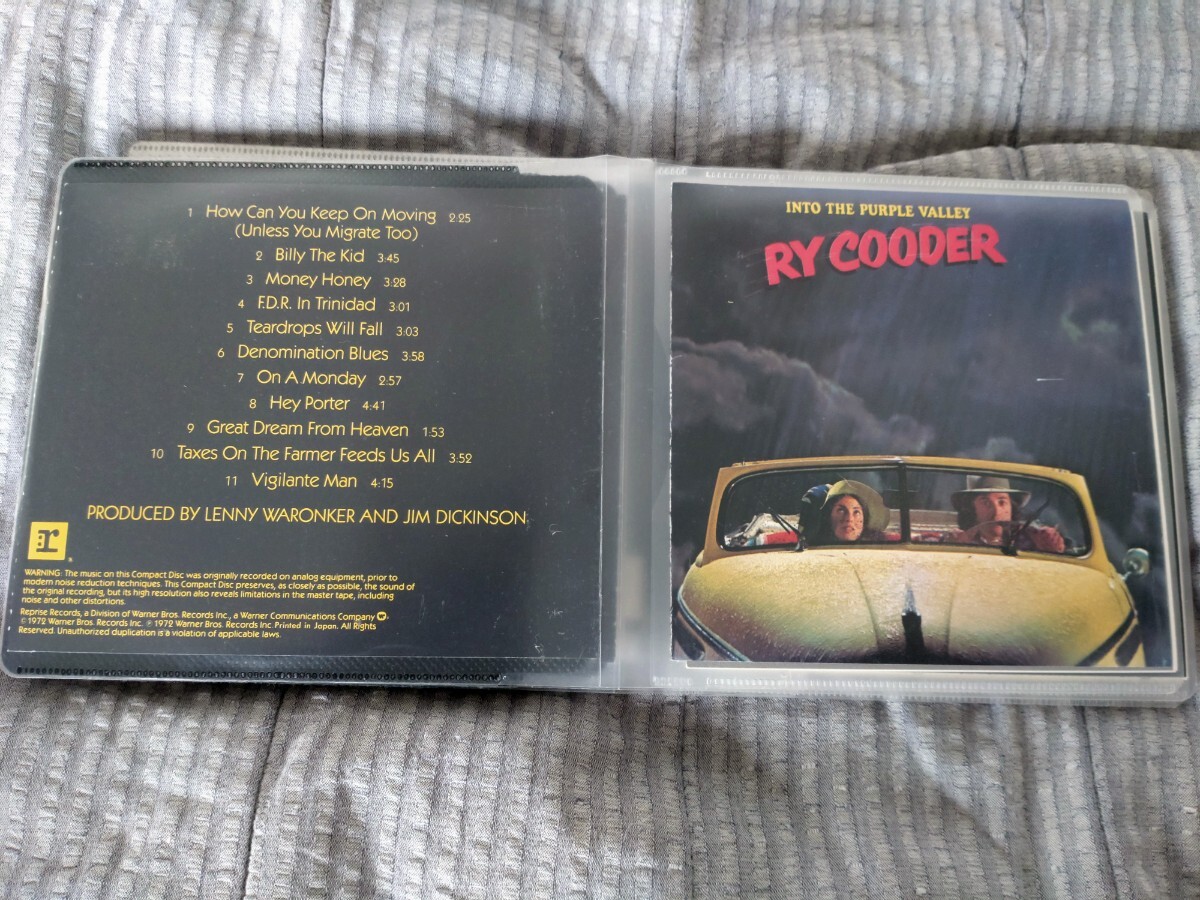 1 How Can You Keep On Moving 2:25
(Unless You Migrate Too)
2 Billy The Kid 3:45
3 Money Honey 3:28
4 F.D.R. In Trinidad 3:01
5 Teardrops Will Fall 3:03
6 Denomination Blues 3:58
7 On A Monday 2:57
8 Hey Porter 4:41
9 Great Dream From Heaven 1:53
10 Taxes On The Farmer Feeds Us All 3:52
11 Vigilante Man 4:15
PRODUCED BY LENNY WARONKER AND JIM DICKINSON
:r
WARNING: The music on this Compact Disc was originally recorded on analog equipment, prior to
modern noise reduction techniques. This Compact Disc preserves, as closely as possible, the sound of
the original recording, but its high resolution also reveals limitations in the master tape, including
noise and other distortions.
Reprise Records, a Division of Warner Bros. Records Inc., a Warner Communications Company
© 1972 Warner Bros. Records Inc. ℗ 1972 Warner Bros. Records Inc. Printed in Japan. All Rights
Reserved. Unauthorized duplication is a violation of applicable laws.
INTO THE PURPLE VALLEY
RY COODER